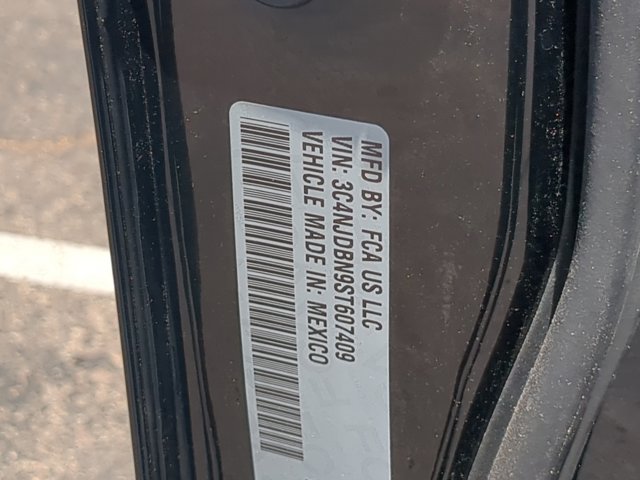 MFD BY: FCA US LLC
VIN: 3C4NJDBN9ST607409
VEHICLE MADE IN: MEXICO